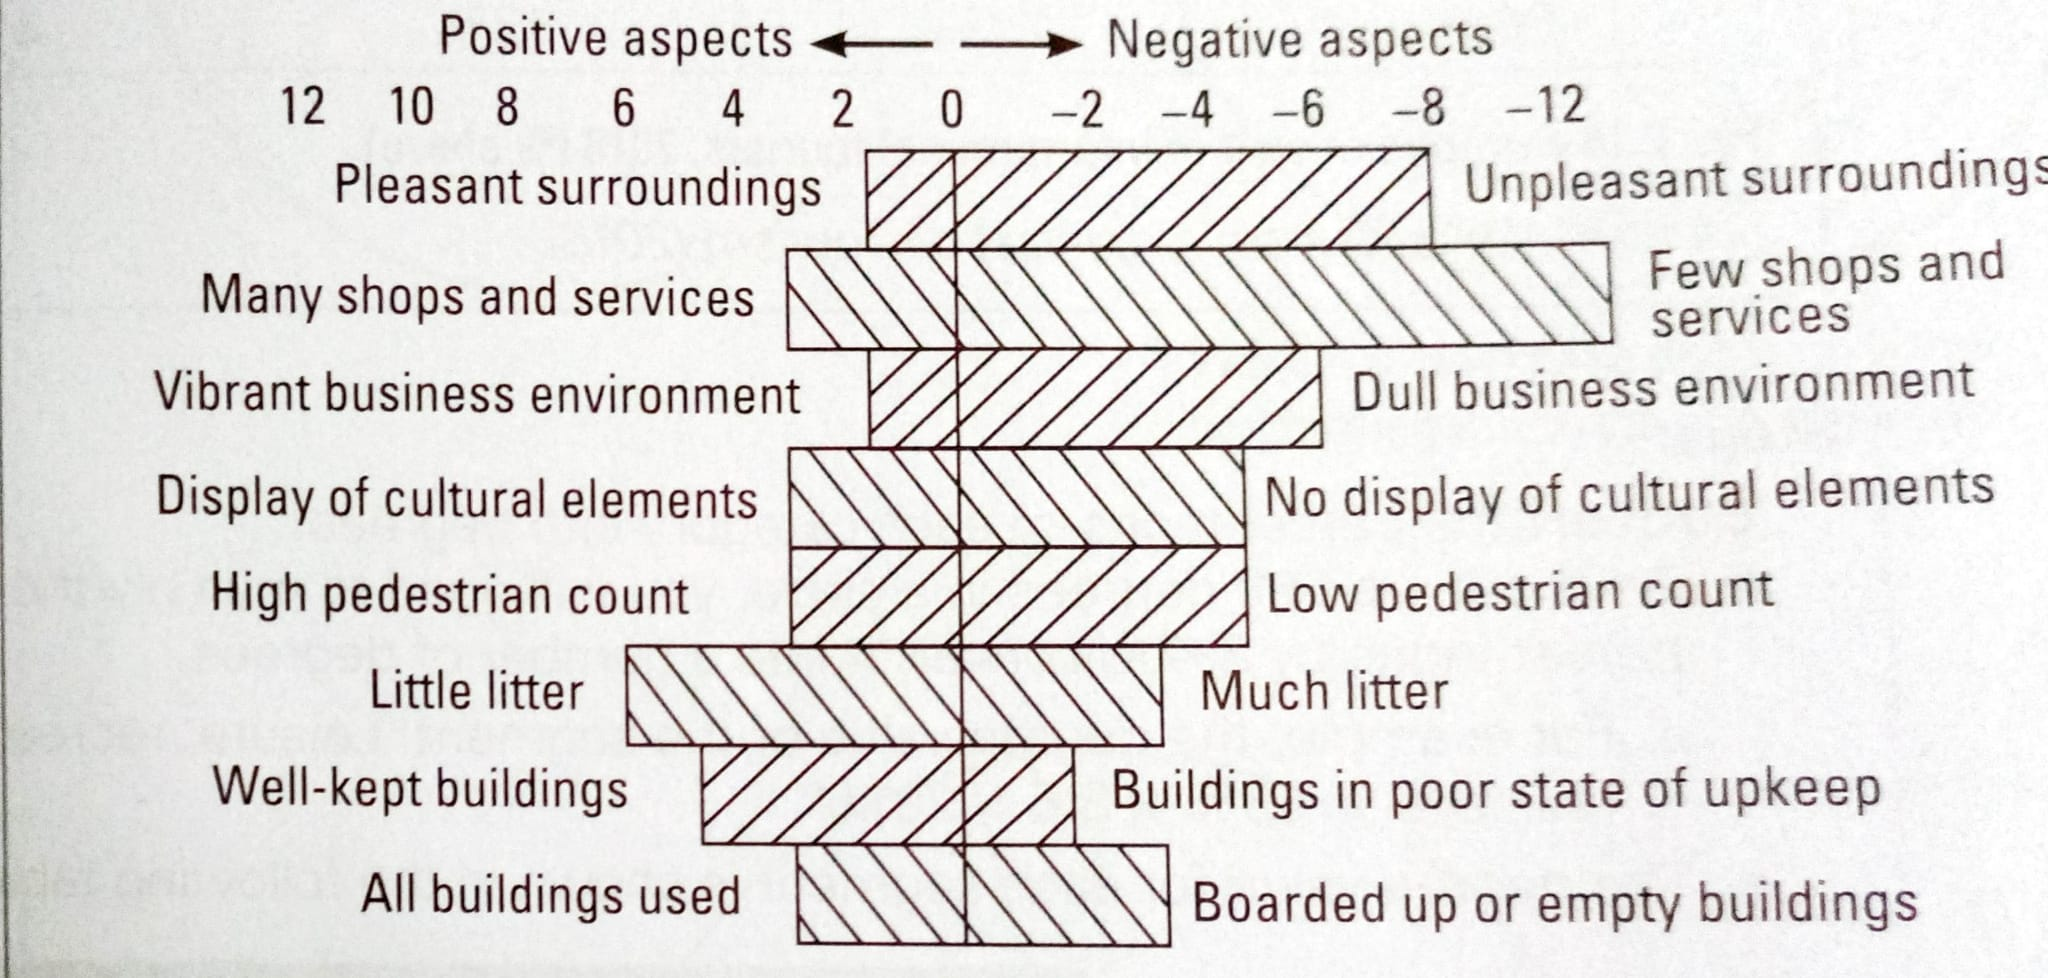 Positive aspects Negative aspects
12 10 8 6 4 2 0 –2 –4 –6 –8 –12
Pleasant surroundings Unpleasant surroundings
Many shops and services Few shops and
services
Vibrant business environment Dull business environment
Display of cultural elements No display of cultural elements
High pedestrian count Low pedestrian count
Little litter Much litter
Well-kept buildings Buildings in poor state of upkeep
All buildings used Boarded up or empty buildings